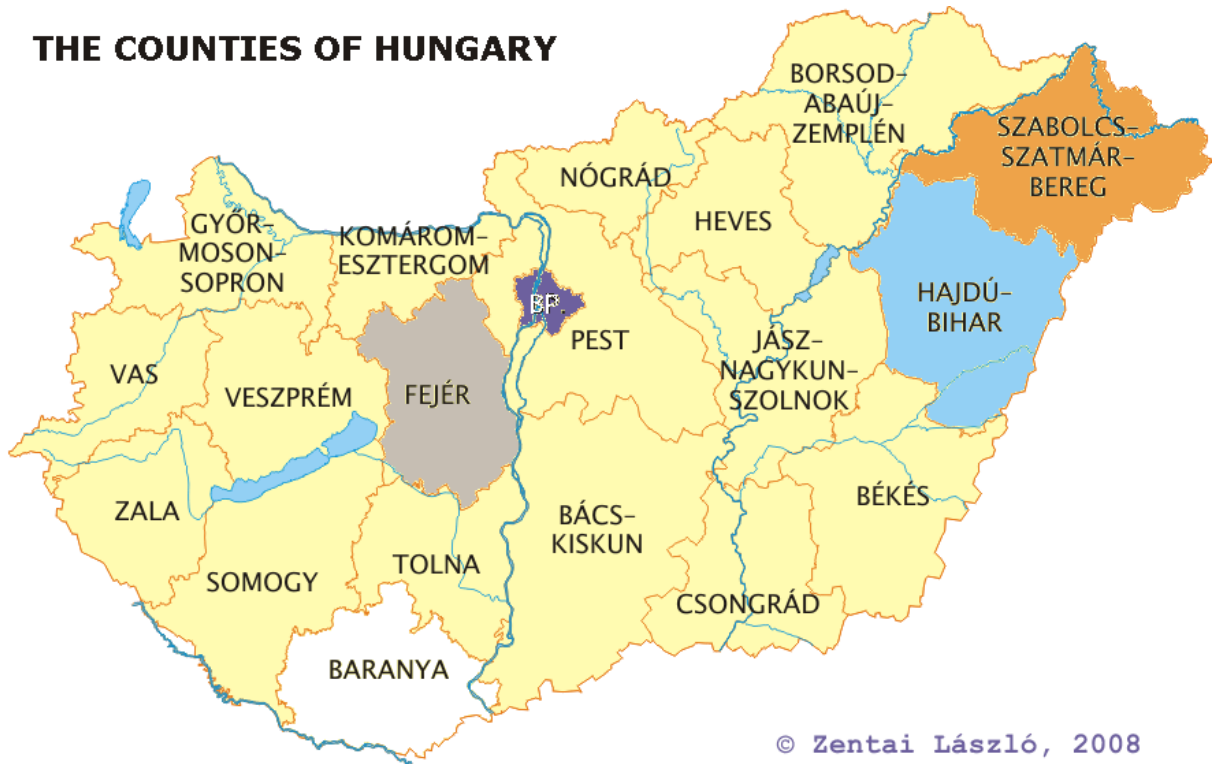 THE COUNTIES OF HUNGARY
BORSOD-
ABAÚJ-
ZEMPLÉN
SZABOLCS-
SZATMÁR-
BEREG
NÓGRÁD
HEVES
GYŐR-
MOSON-
SOPRON
KOMÁROM-
ESZTERGOM
HAJDÚ-
BIHAR
BP.
PEST
JÁSZ-
NAGYKUN-
SZOLNOK
VAS
VESZPRÉM
FEJÉR
ZALA
BÉKÉS
BÁCS-
KISKUN
TOLNA
SOMOGY
CSONGRÁD
BARANYA
© Zentai László, 2008